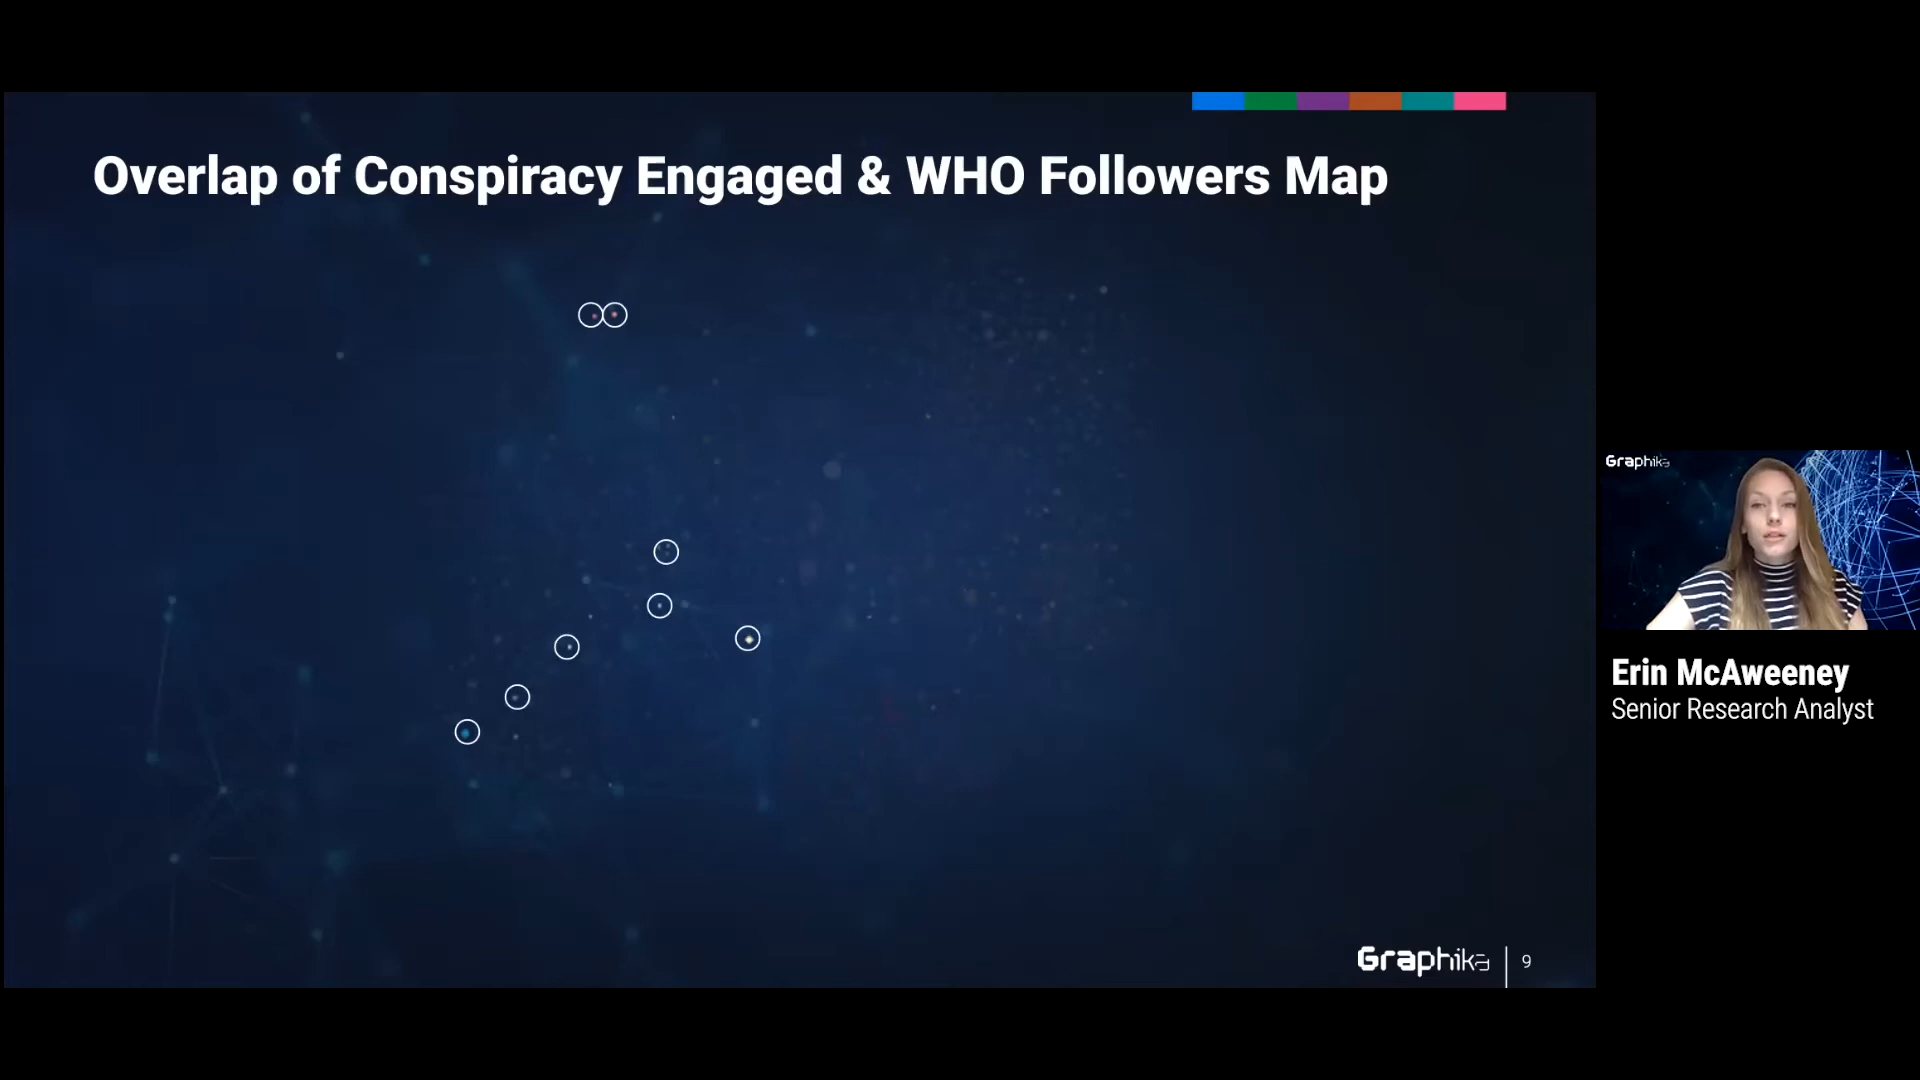 Overlap of Conspiracy Engaged & WHO Followers Map
Graphika
Erin McAweeney
Senior Research Analyst
Graphika
9